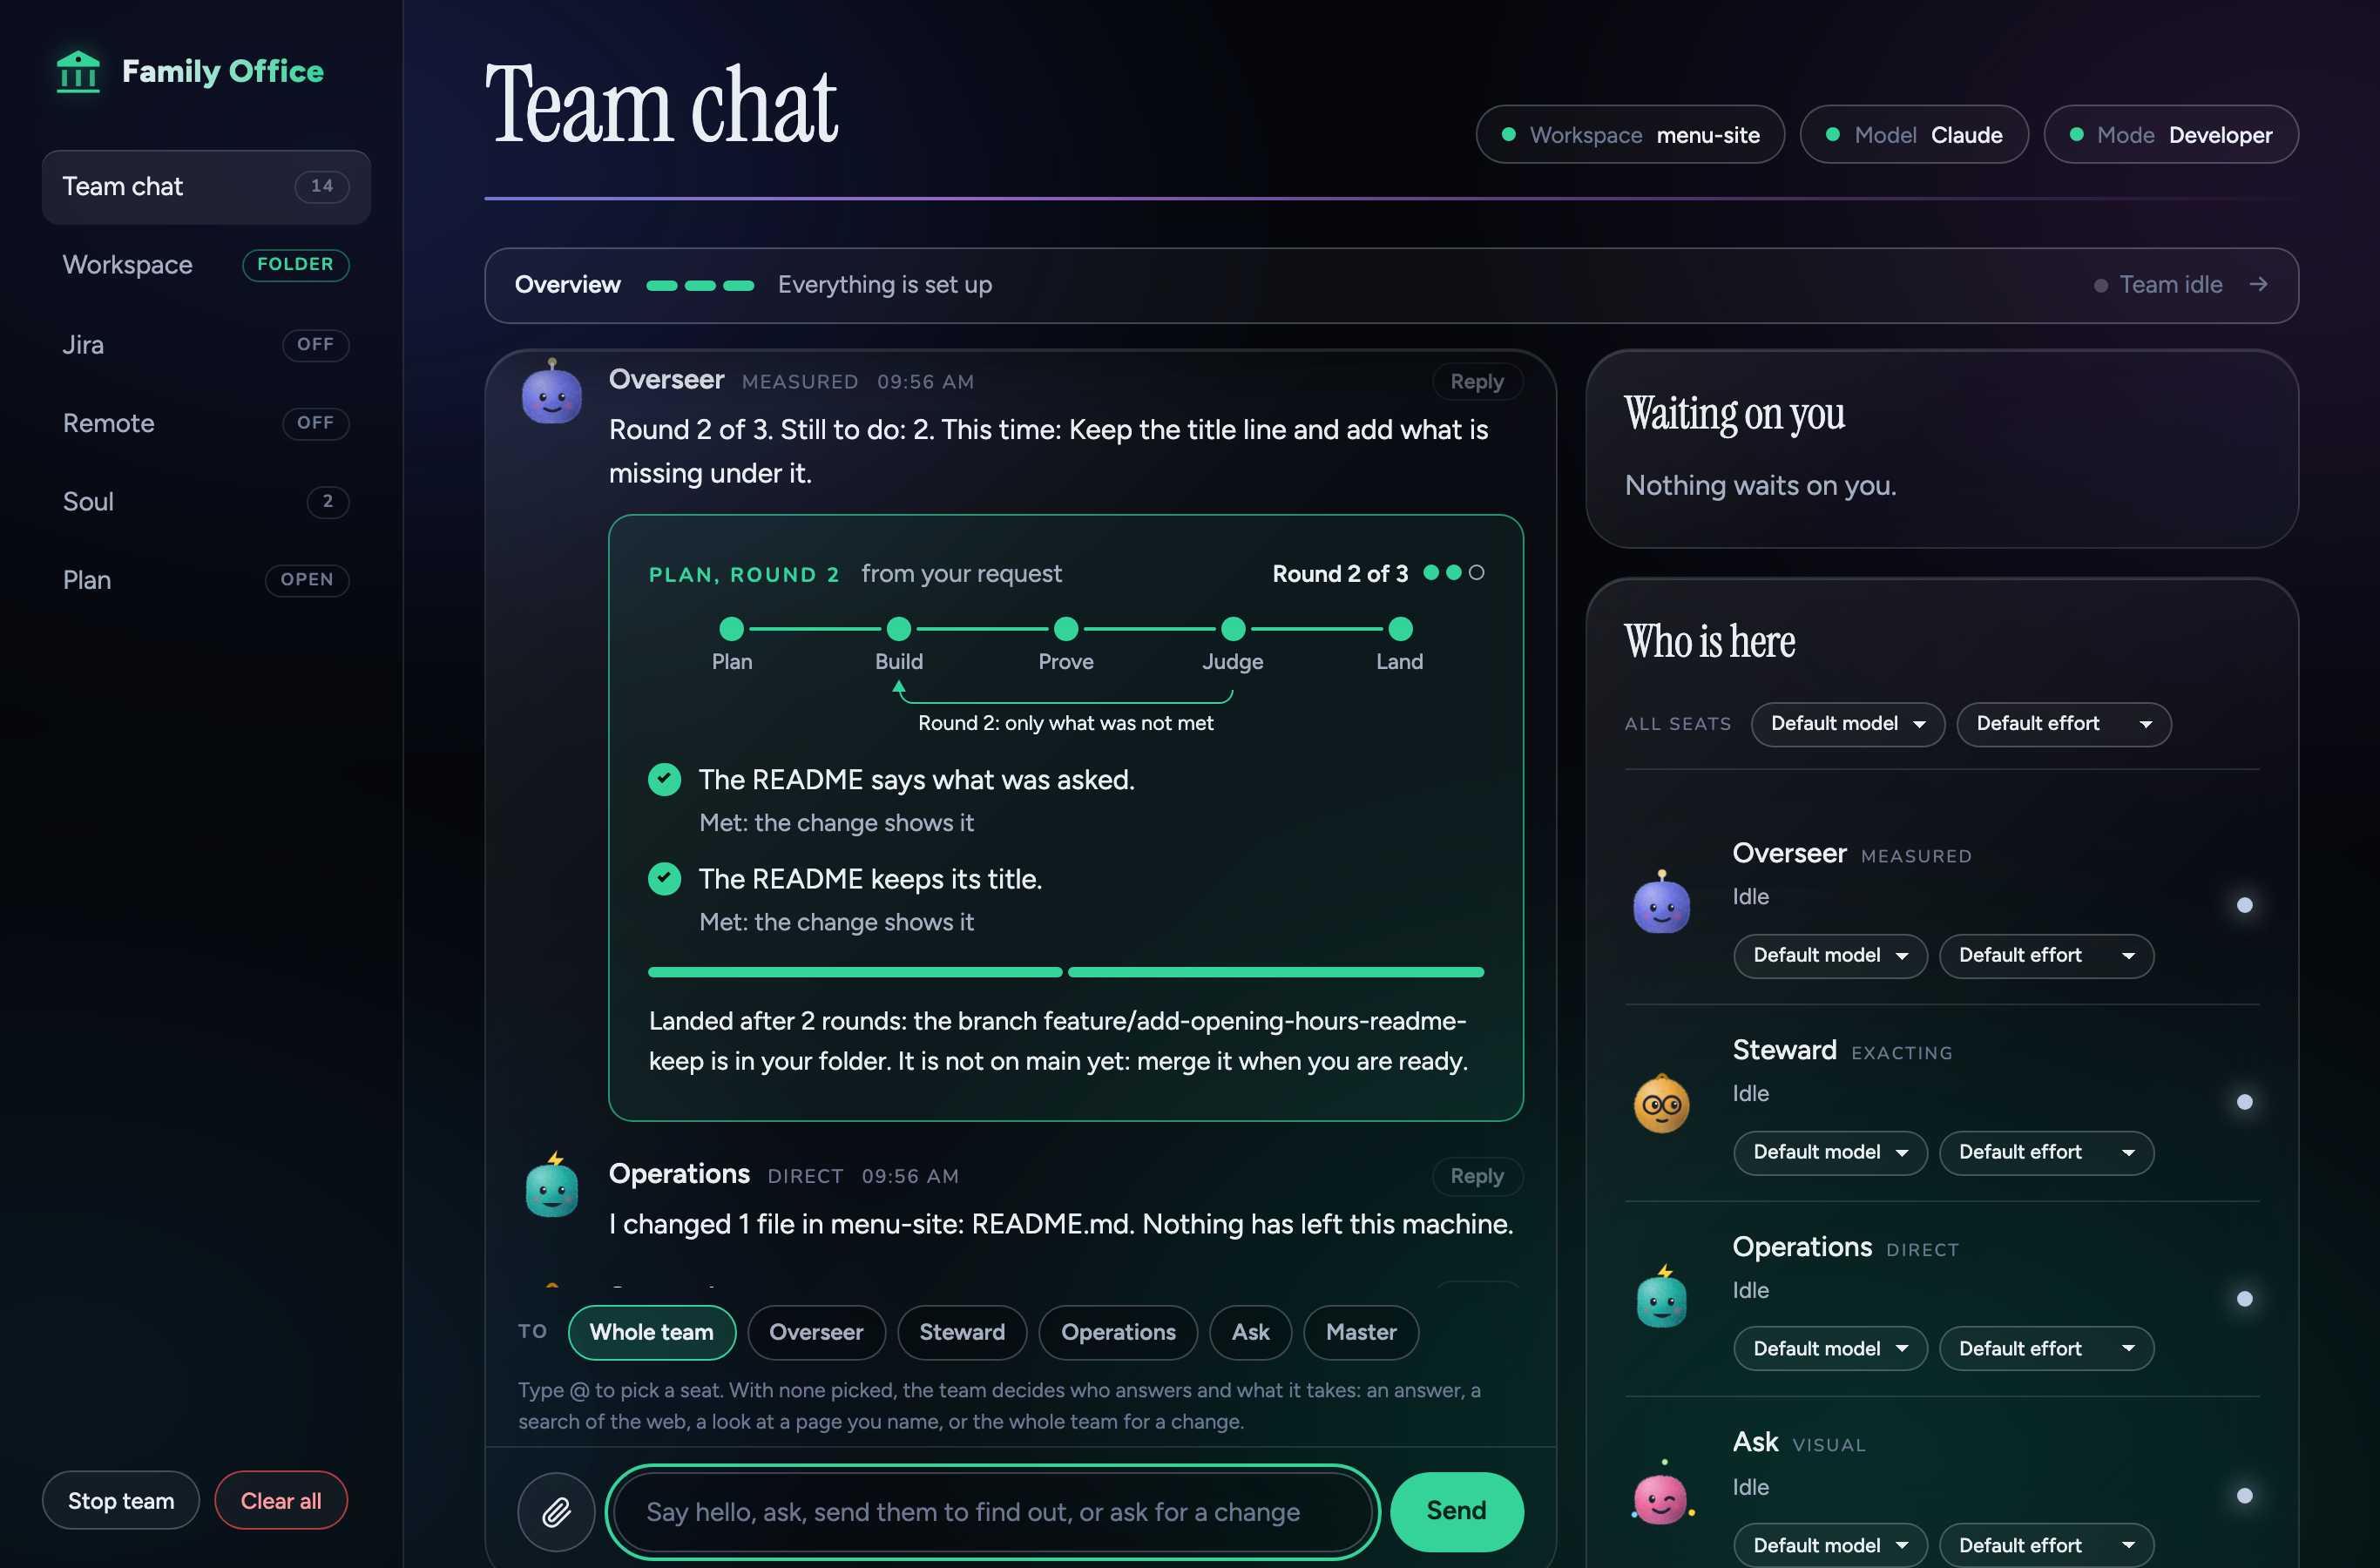 Family Office
Team chat 14
Workspace FOLDER
Jira OFF
Remote OFF
Soul 2
Plan OPEN
Stop team
Clear all
Team chat
Workspace menu-site
Model Claude
Mode Developer
Overview Everything is set up Team idle →
Overseer MEASURED 09:56 AM Reply
Round 2 of 3. Still to do: 2. This time: Keep the title line and add what is
missing under it.
PLAN, ROUND 2 from your request Round 2 of 3
Plan Build Prove Judge Land
Round 2: only what was not met
The README says what was asked.
Met: the change shows it
The README keeps its title.
Met: the change shows it
Landed after 2 rounds: the branch feature/add-opening-hours-readme-
keep is in your folder. It is not on main yet: merge it when you are ready.
Operations DIRECT 09:56 AM Reply
I changed 1 file in menu-site: README.md. Nothing has left this machine.
TO Whole team Overseer Steward Operations Ask Master
Type @ to pick a seat. With none picked, the team decides who answers and what it takes: an answer, a
search of the web, a look at a page you name, or the whole team for a change.
Say hello, ask, send them to find out, or ask for a change
Send
Waiting on you
Nothing waits on you.
Who is here
ALL SEATS Default model Default effort
Overseer MEASURED
Idle
Default model Default effort
Steward EXACTING
Idle
Default model Default effort
Operations DIRECT
Idle
Default model Default effort
Ask VISUAL
Idle
Default model Default effort